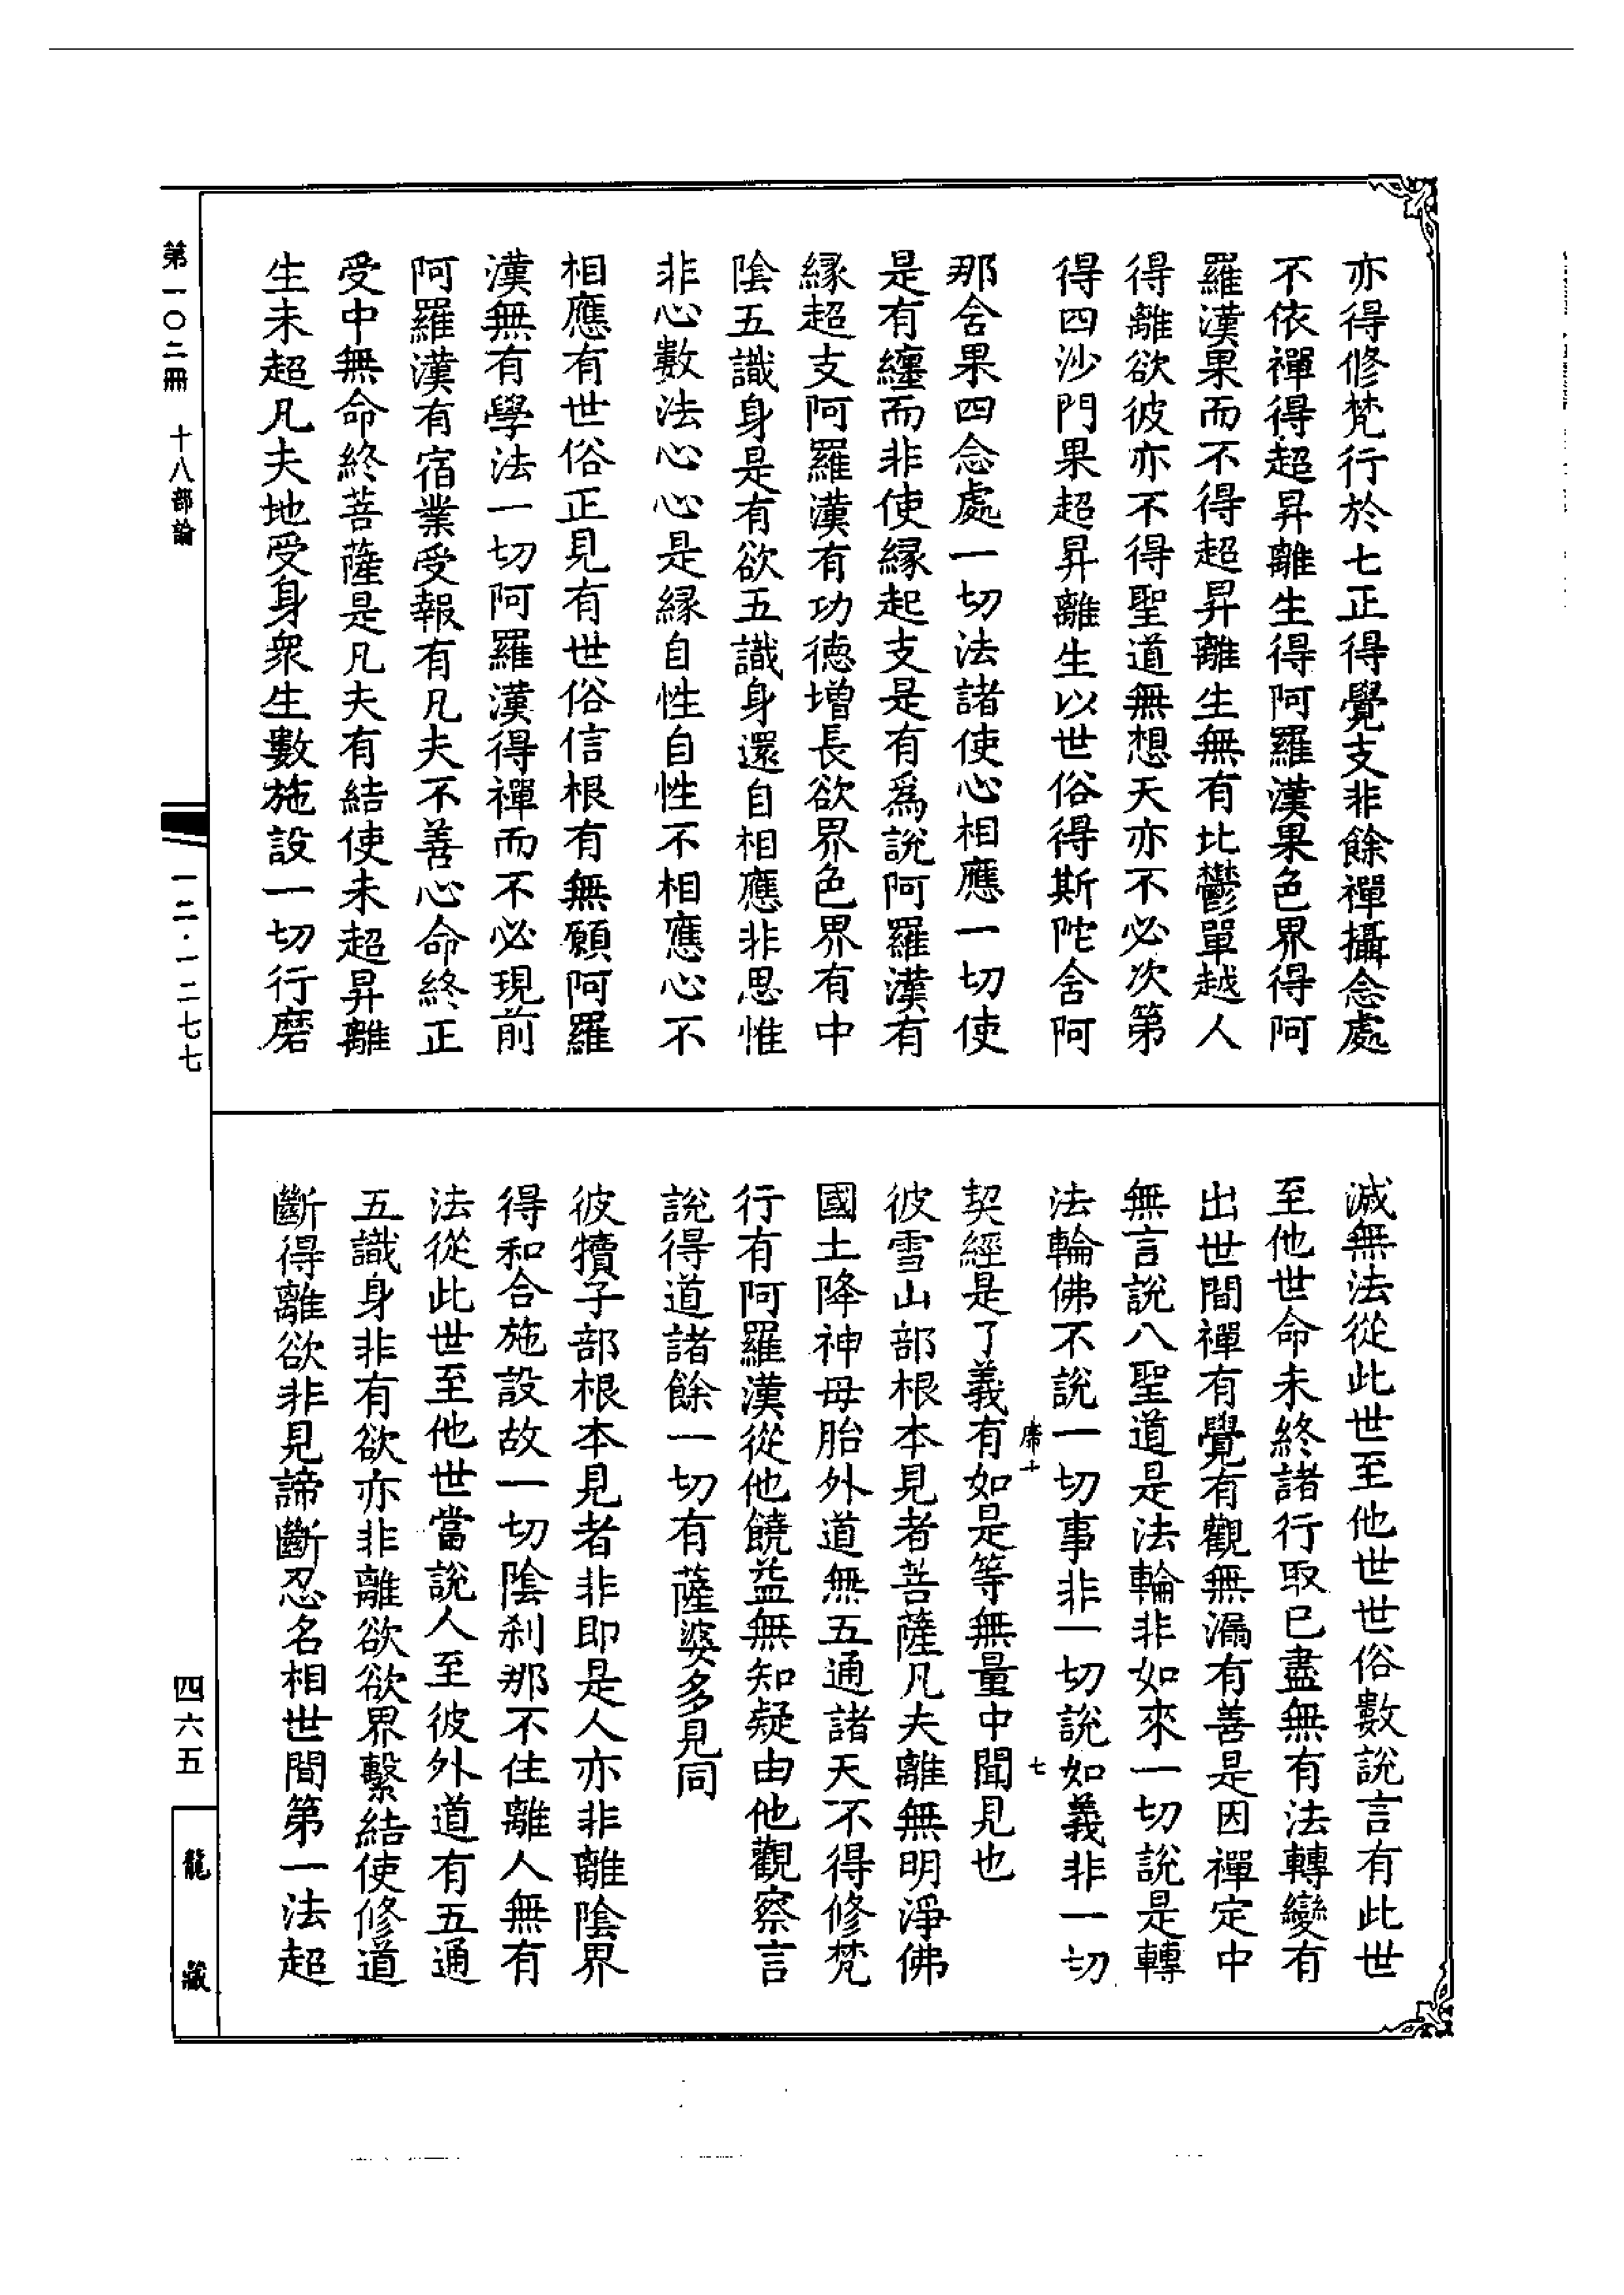 亦得修梵行於七正得覺支非餘禪攝念處
不依禪得超昇離生得阿羅漢果色界得阿
羅漢果而不得超昇離生無有比鬱單越人
得離欲彼亦不得聖道無想天亦不必次第
得四沙門果超昇離生以世俗得斯陀舍阿
那舍果四念處一切法諸使心相應一切使
是有纏而非使緣起支是有爲說阿羅漢有
緣超支阿羅漢有功德增長欲界色界有中
陰五識身是有欲五識身還自相應非思惟
非心數法心心是緣自性自性不相應心不
相應有世俗正見有世俗信根有無願阿羅
漢無有學法一切阿羅漢得禪而不必現前
阿羅漢有宿業受報有凡夫不善心命終正
受中無命終菩薩是凡夫有結使未超昇離
生未超凡夫地受身衆生數施設一切行磨
滅無法從此世至他世世俗數說言有此世
至他世命未終諸行取已盡無有法轉變有
出世間禪有覺有觀無漏有善是因禪定中
無言說八聖道是法輪非如來一切說是轉
法輪佛不說一切事非一切說如義非一切
席十
七
契經是了義有如是等無量中聞見也
彼雪山部根本見者菩薩凡夫離無明淨佛
國土降神母胎外道無五通諸天不得修梵
行有阿羅漢從他饒益無知疑由他觀察言
說得道諸餘一切有薩婆多見同
彼犢子部根本見者非即是人亦非離陰界
得和合施設故一切陰剎那不住離人無有
法從此世至他世當說人至彼外道有五通
五識身非有欲亦非離欲欲界繫結使修道
斷得離欲非見諦斷忍名相世間第一法超
第一〇二冊
十八部論
一二·一二七七
四六五
龍藏